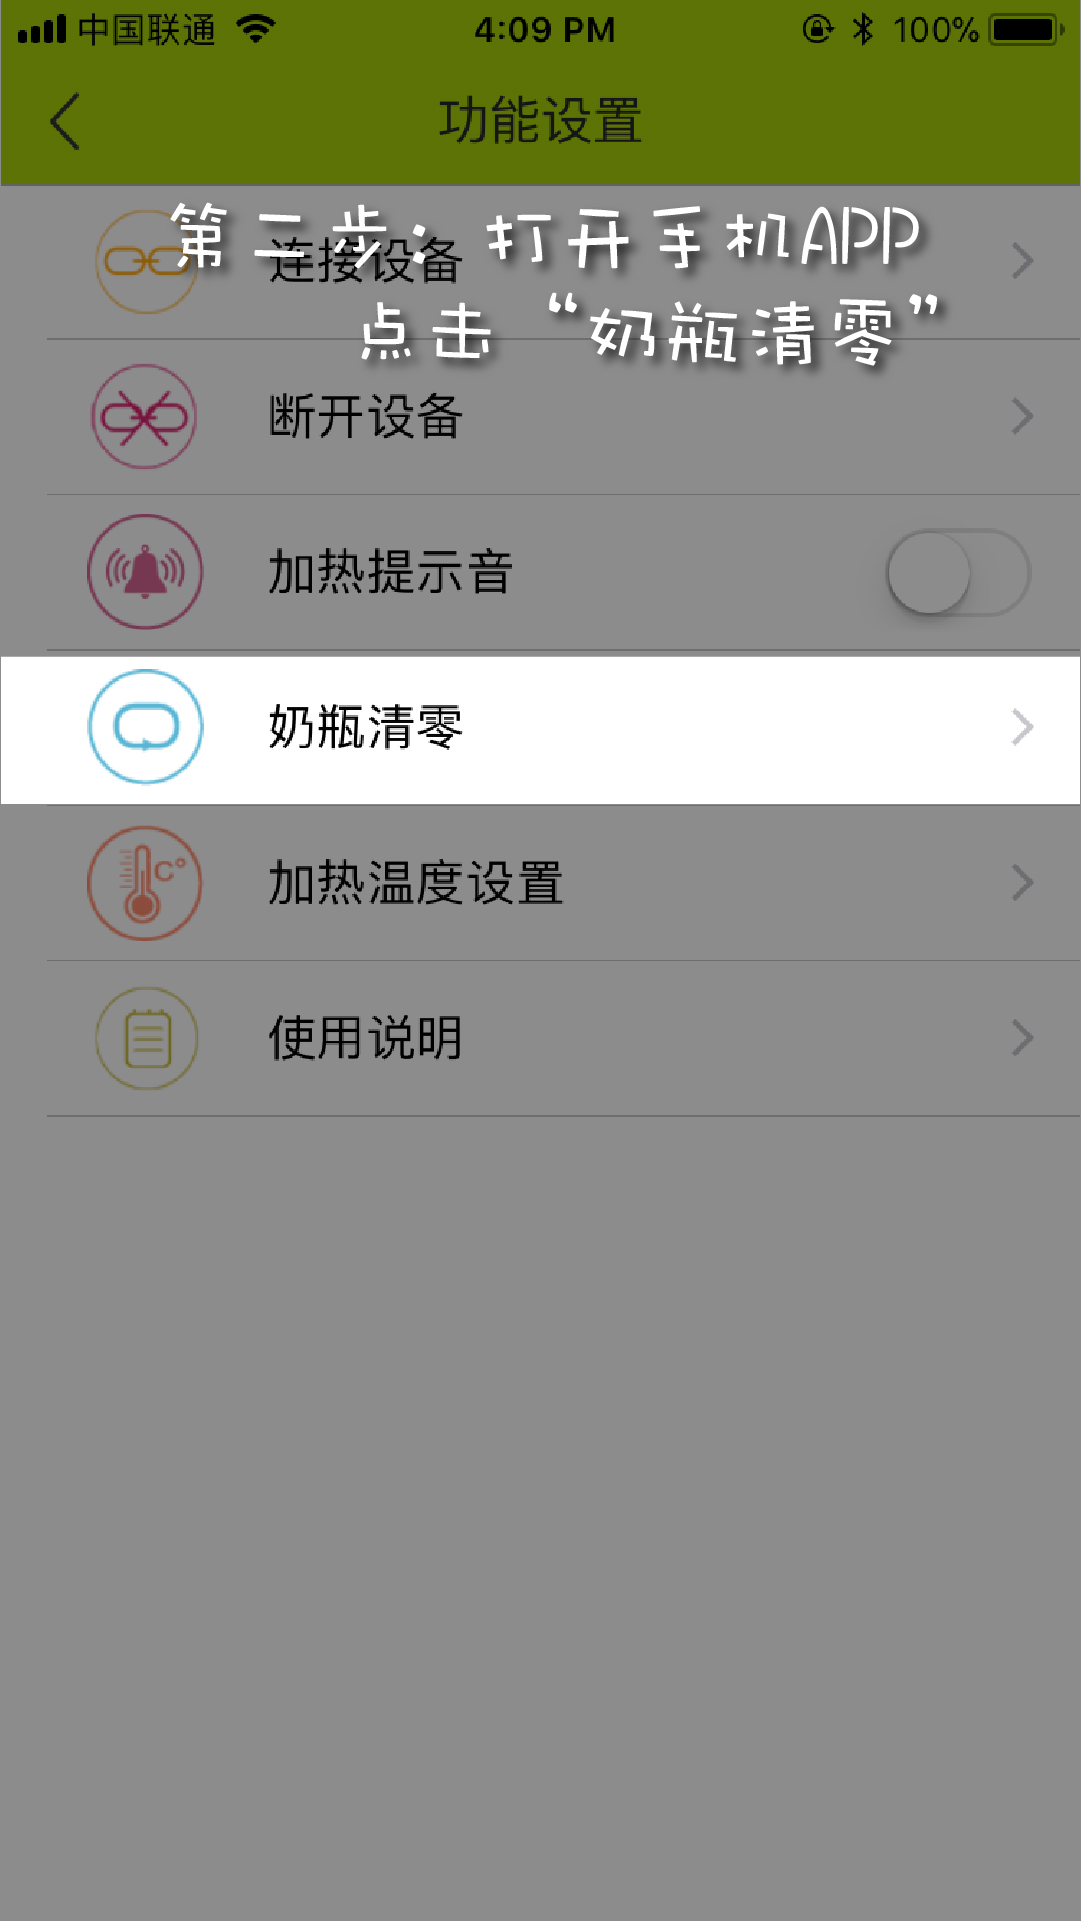 中国联通 4:09 PM 100%
功能设置
第二步：打开手机APP
连接设备
点击“奶瓶清零”
断开设备
加热提示音
奶瓶清零
C°
加热温度设置
使用说明